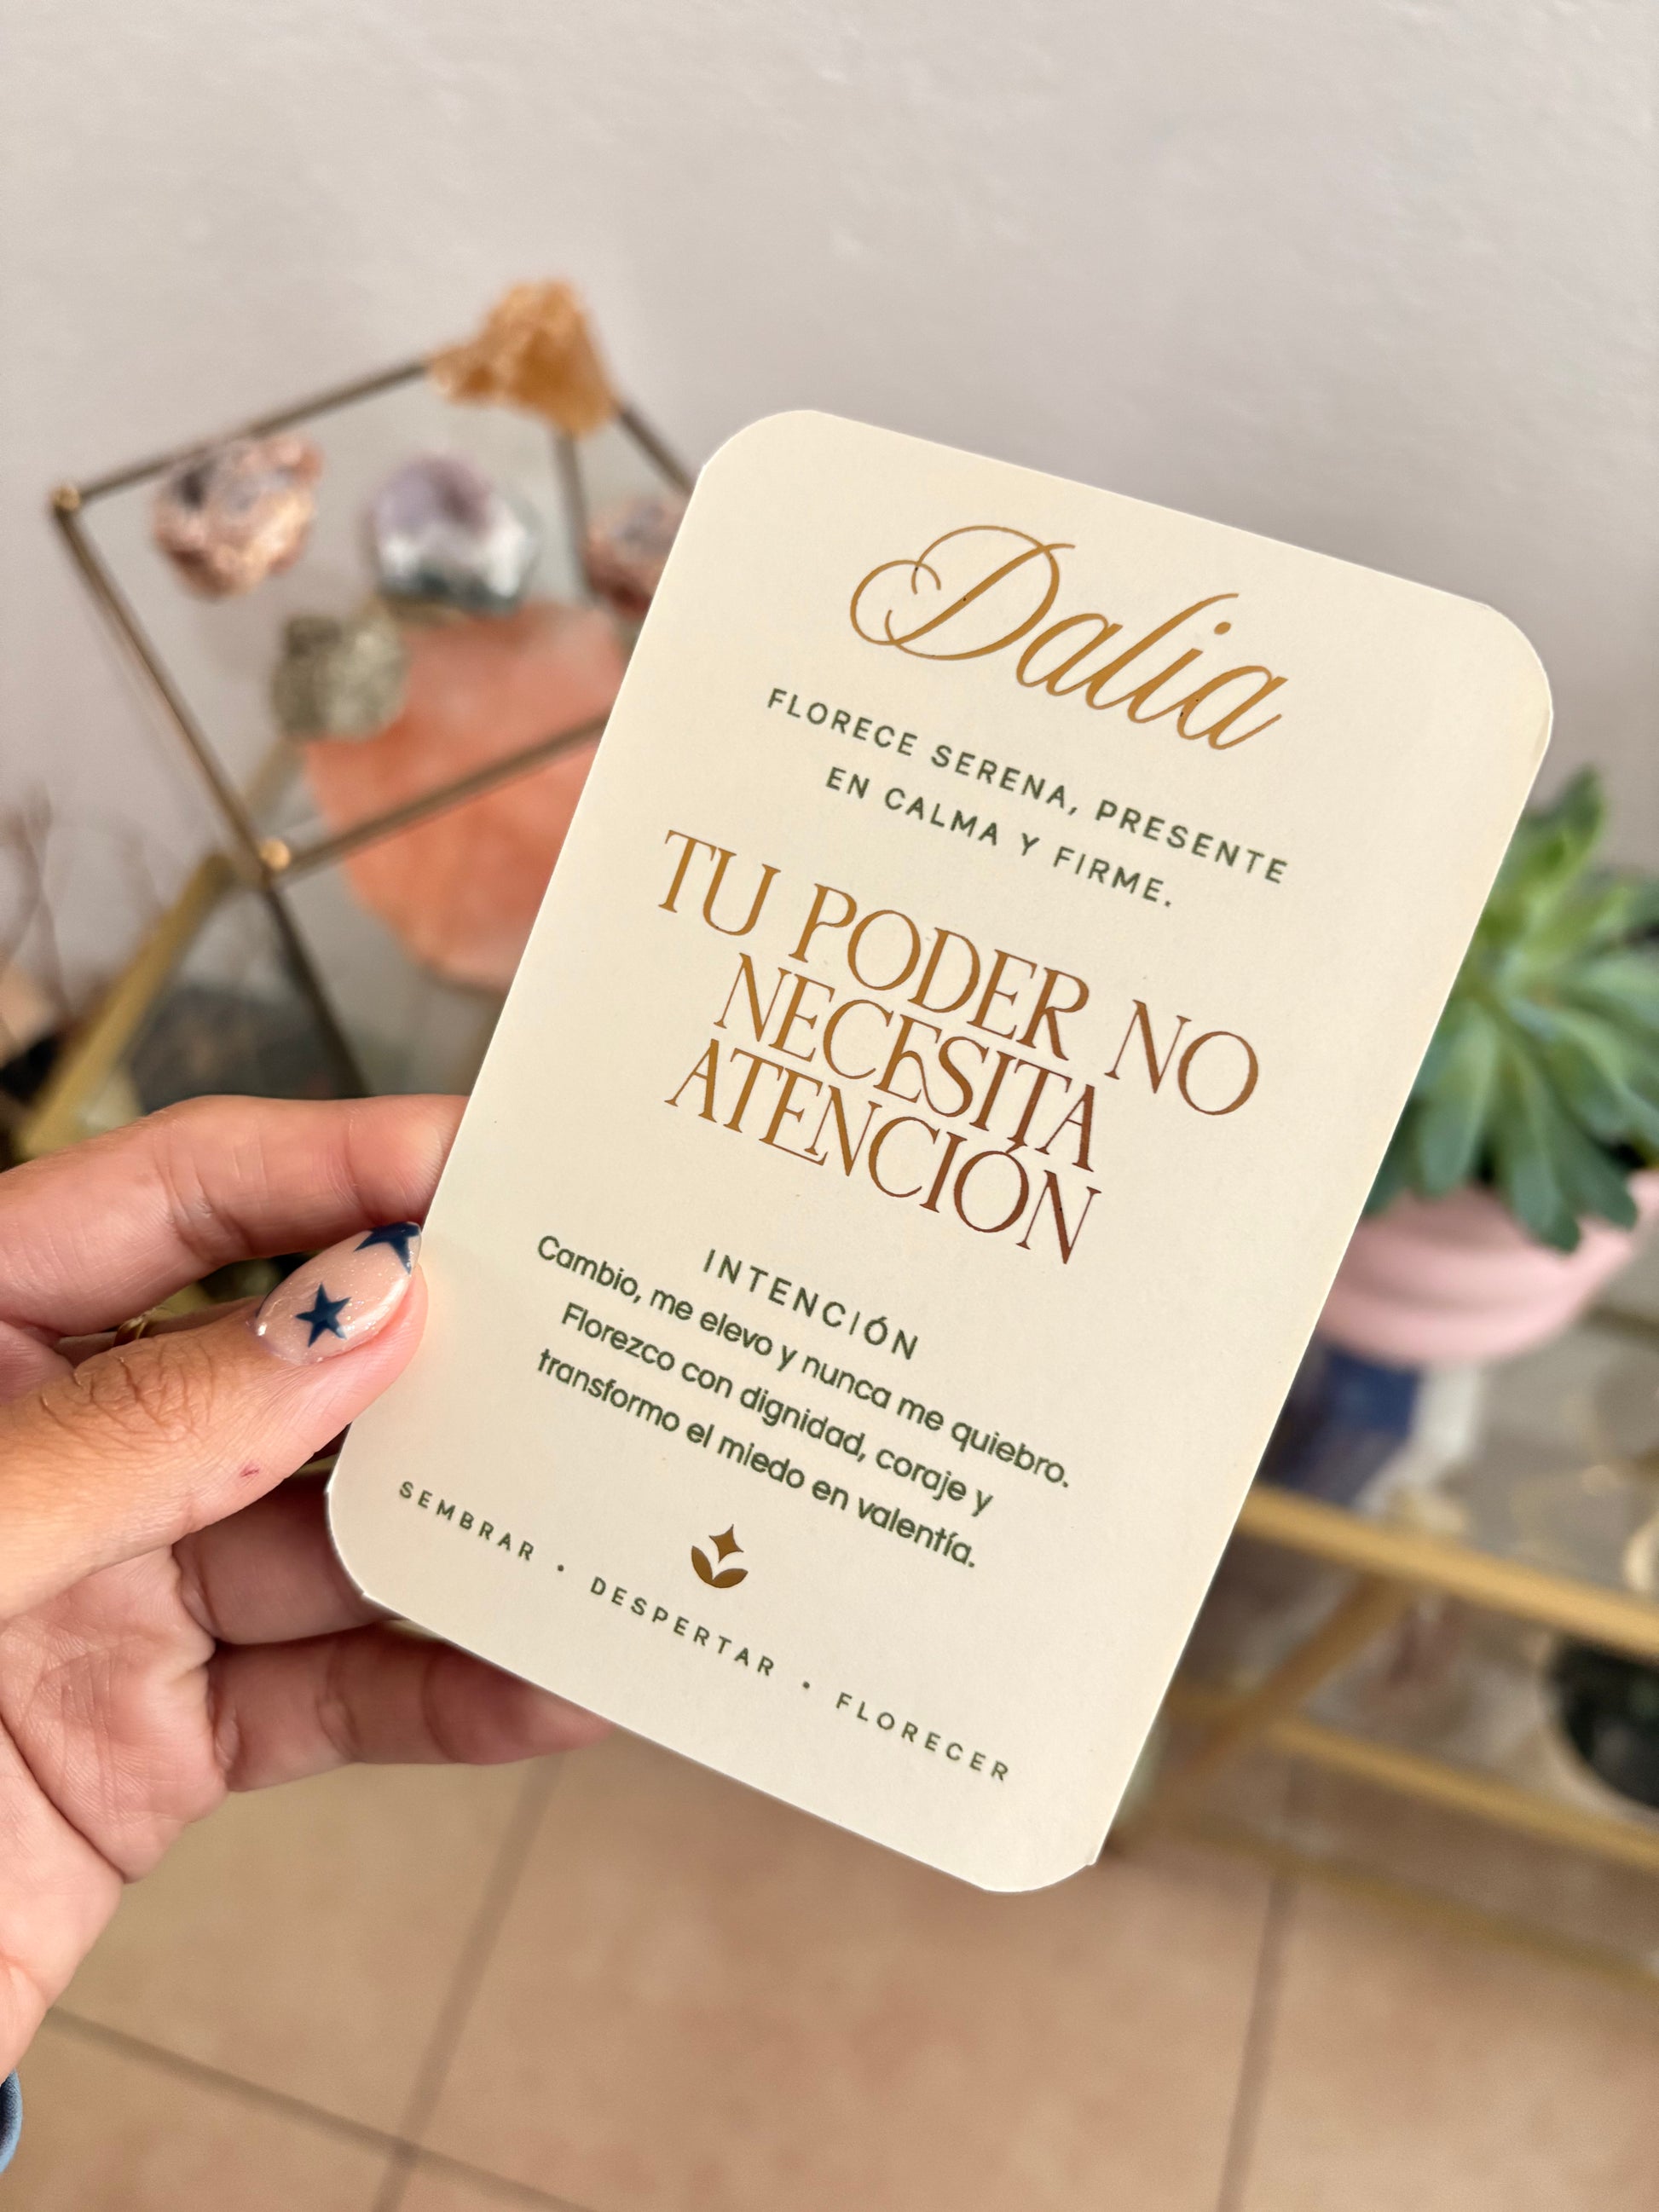 Dalia
FLORECE SERENA, PRESENTE
EN CALMA Y FIRME.
TU PODER NO
NECESITA
ATENCIÓN
INTENCIÓN
Cambio, me elevo y nunca me quiebro.
Florezco con dignidad, coraje y
transformo el miedo en valentía.
SEMBRAR • DESPERTAR • FLORECER